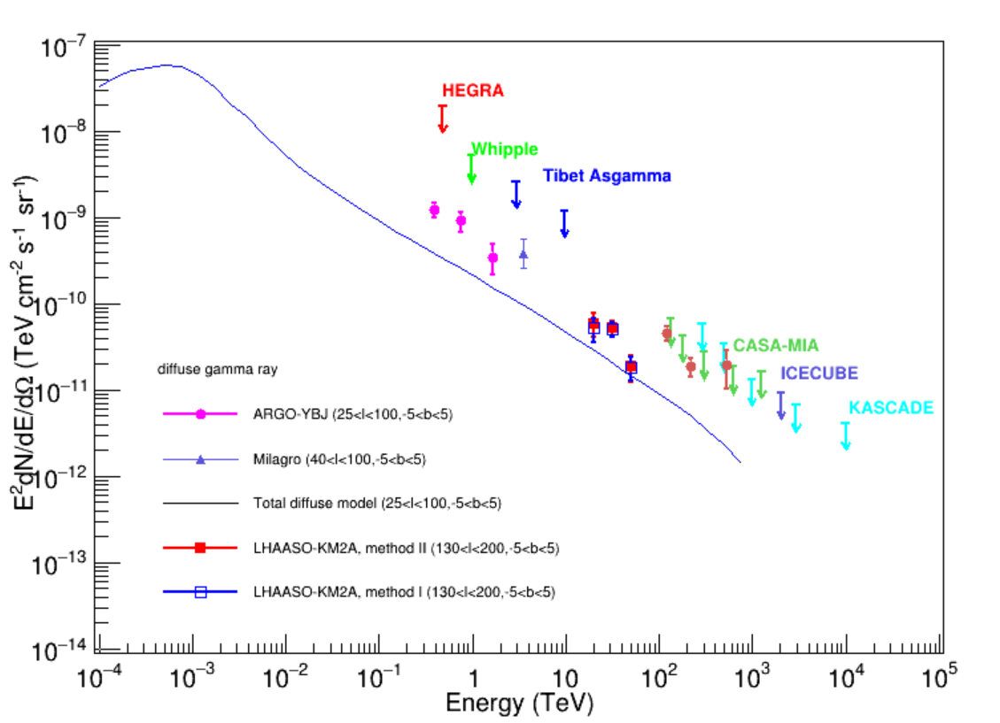 10⁻⁷
10⁻⁸
10⁻⁹
10⁻¹⁰
10⁻¹¹
10⁻¹²
10⁻¹³
10⁻¹⁴
E²dN/dE/dΩ (TeV cm⁻² s⁻¹ sr⁻¹)
HEGRA
Whipple
Tibet Asgamma
CASA-MIA
ICECUBE
KASCADE
diffuse gamma ray
ARGO-YBJ (25<l<100,-5<b<5)
Milagro (40<l<100,-5<b<5)
Total diffuse model (25<l<100,-5<b<5)
LHAASO-KM2A, method II (130<l<200,-5<b<5)
LHAASO-KM2A, method I (130<l<200,-5<b<5)
10⁻⁴ 10⁻³ 10⁻² 10⁻¹ 1 10 10² 10³ 10⁴ 10⁵
Energy (TeV)